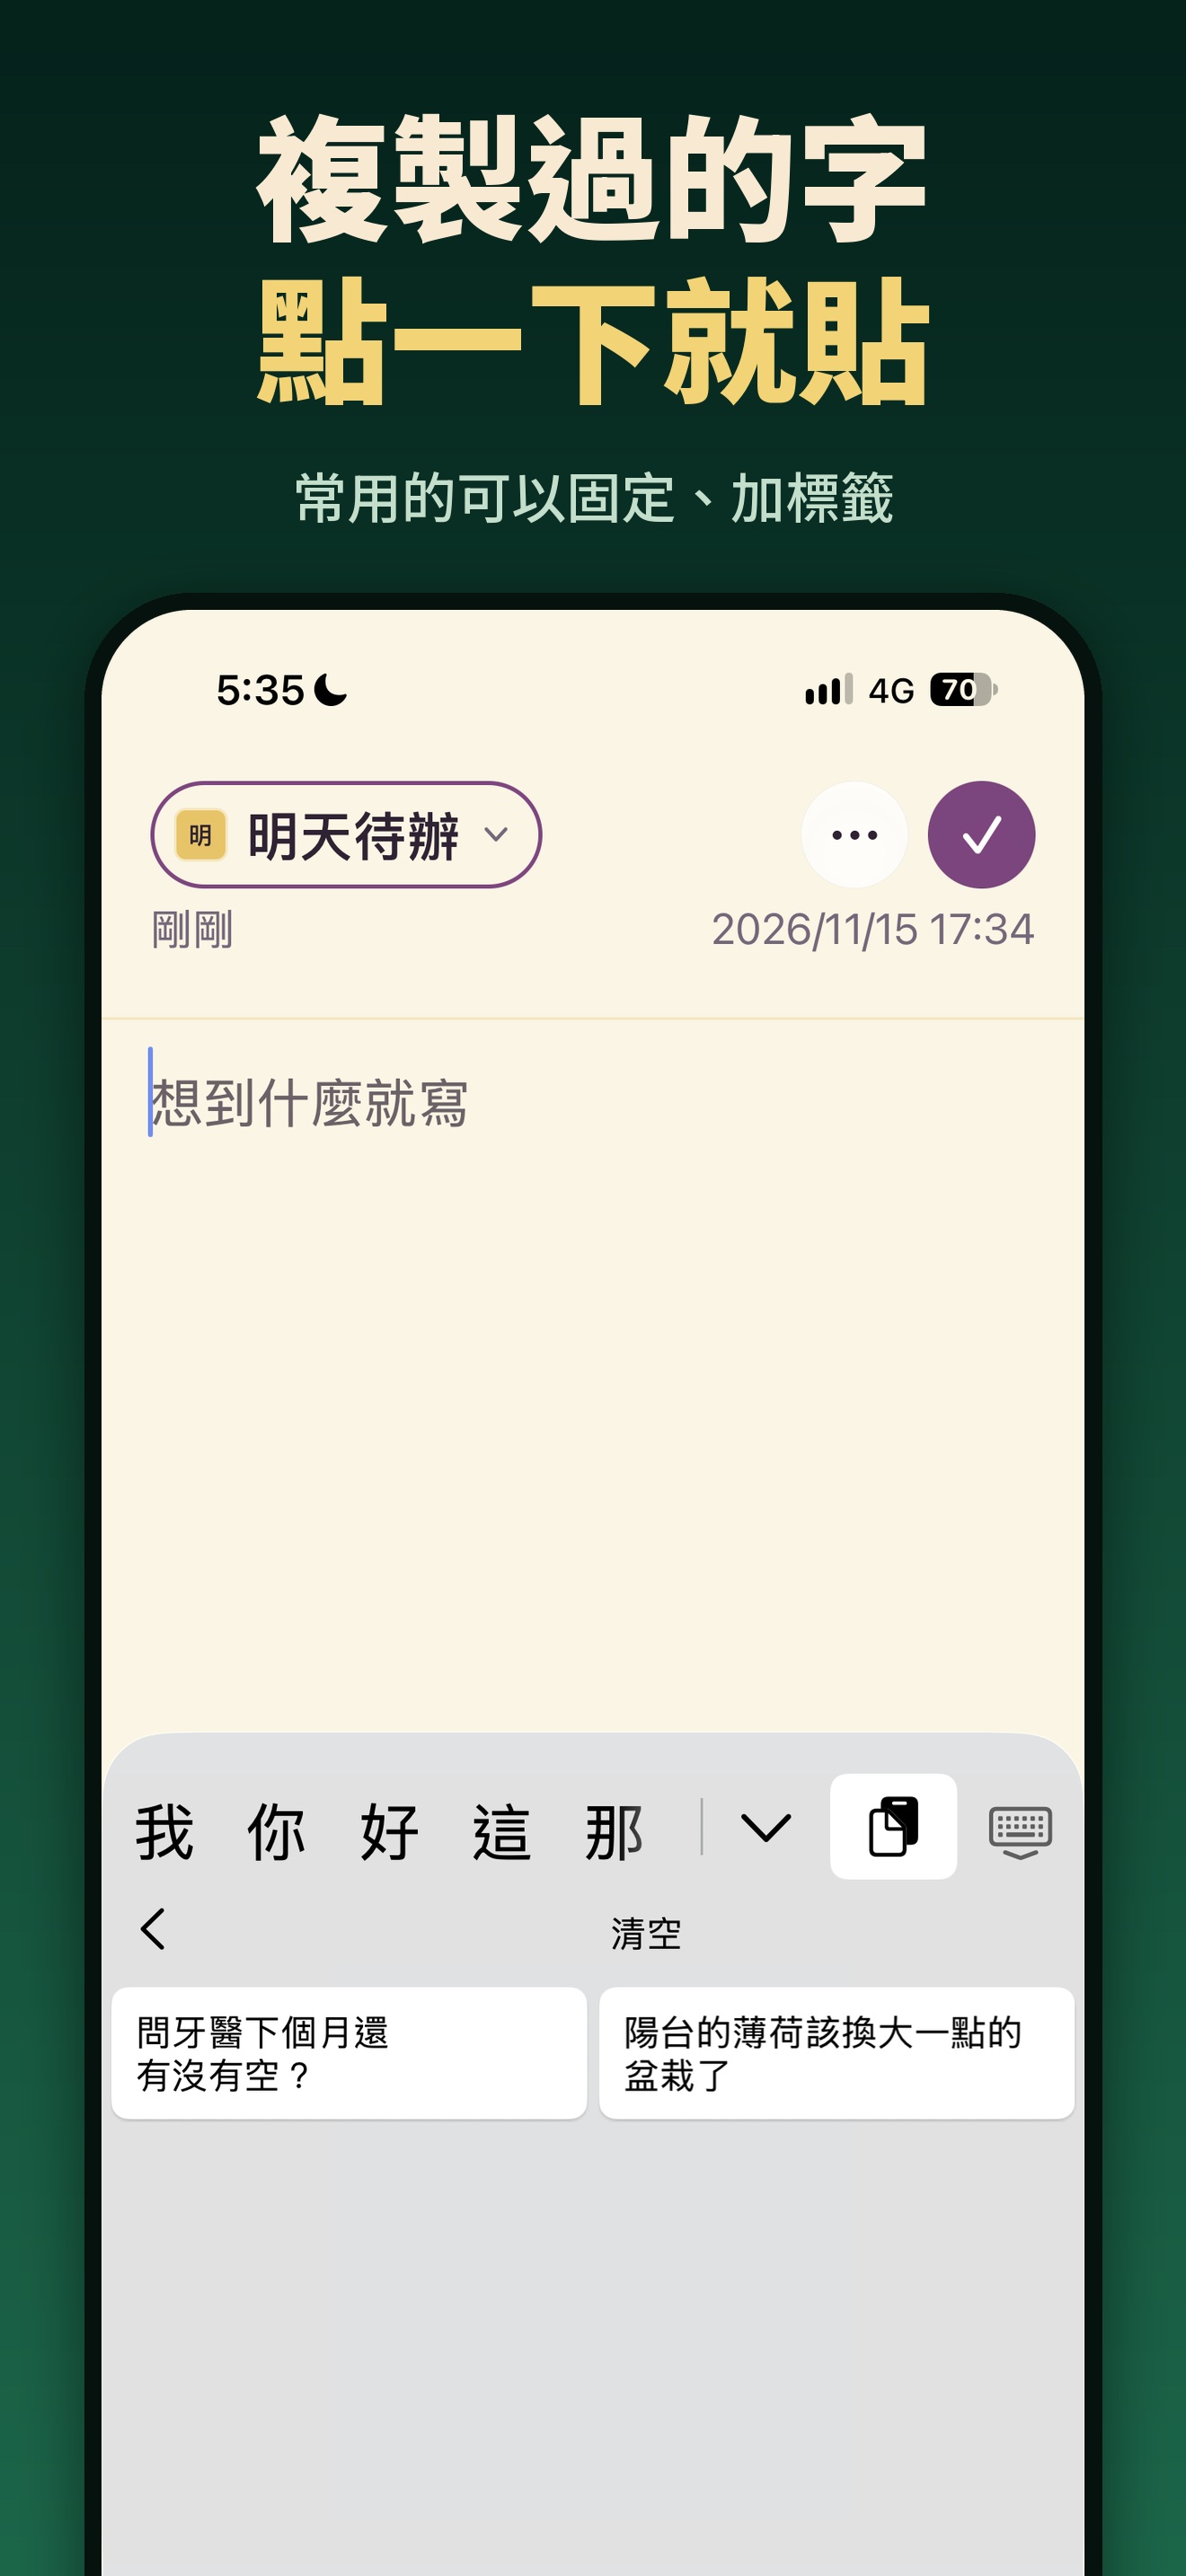 複製過的字
點一下就貼
常用的可以固定、加標籤
5:35 4G 70
明 明天待辦
剛剛 2026/11/15 17:34
想到什麼就寫
我 你 好 這 那
清空
問牙醫下個月還
有沒有空？
陽台的薄荷該換大一點的
盆栽了